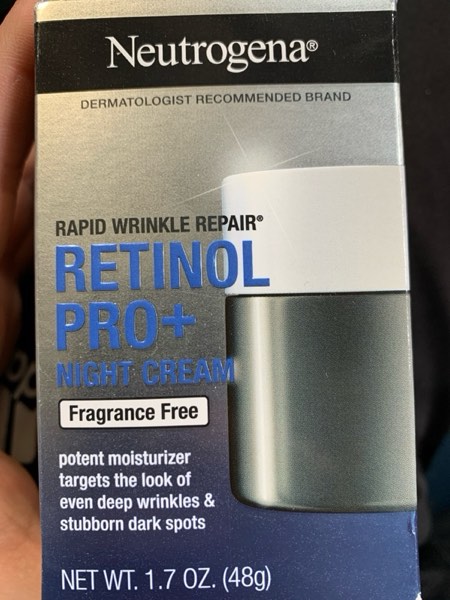 Neutrogena®
DERMATOLOGIST RECOMMENDED BRAND
RAPID WRINKLE REPAIR®
RETINOL
PRO+
NIGHT CREAM
Fragrance Free
potent moisturizer
targets the look of
even deep wrinkles &
stubborn dark spots
NET WT. 1.7 OZ. (48g)